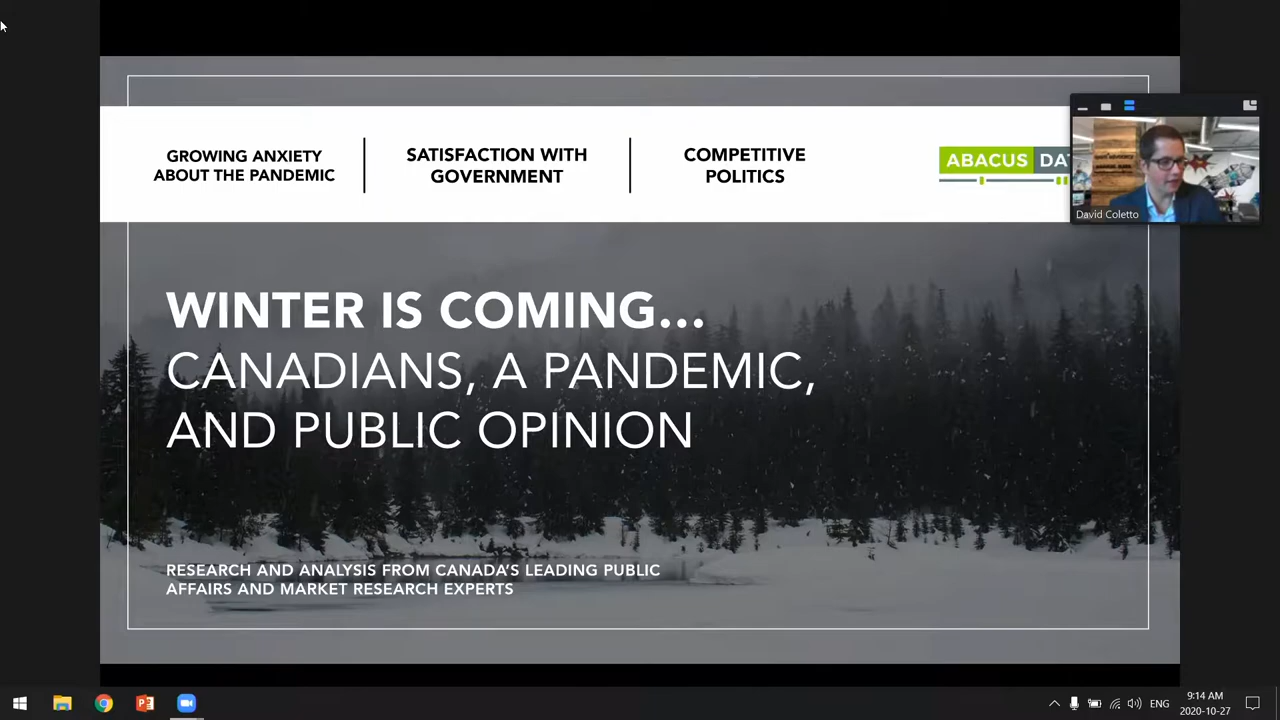 GROWING ANXIETY
ABOUT THE PANDEMIC
SATISFACTION WITH
GOVERNMENT
COMPETITIVE
POLITICS
ABACUS DAT
David Coletto
WINTER IS COMING...
CANADIANS, A PANDEMIC,
AND PUBLIC OPINION
RESEARCH AND ANALYSIS FROM CANADA'S LEADING PUBLIC
AFFAIRS AND MARKET RESEARCH EXPERTS
ENG
9:14 AM
2020-10-27